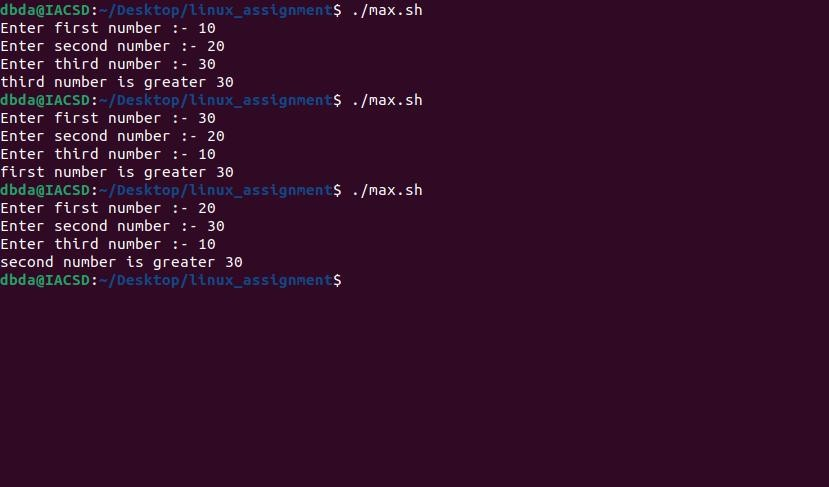 dbda@IACSD:~/Desktop/linux_assignment$ ./max.sh
Enter first number :- 10
Enter second number :- 20
Enter third number :- 30
third number is greater 30
dbda@IACSD:~/Desktop/linux_assignment$ ./max.sh
Enter first number :- 30
Enter second number :- 20
Enter third number :- 10
first number is greater 30
dbda@IACSD:~/Desktop/linux_assignment$ ./max.sh
Enter first number :- 20
Enter second number :- 30
Enter third number :- 10
second number is greater 30
dbda@IACSD:~/Desktop/linux_assignment$